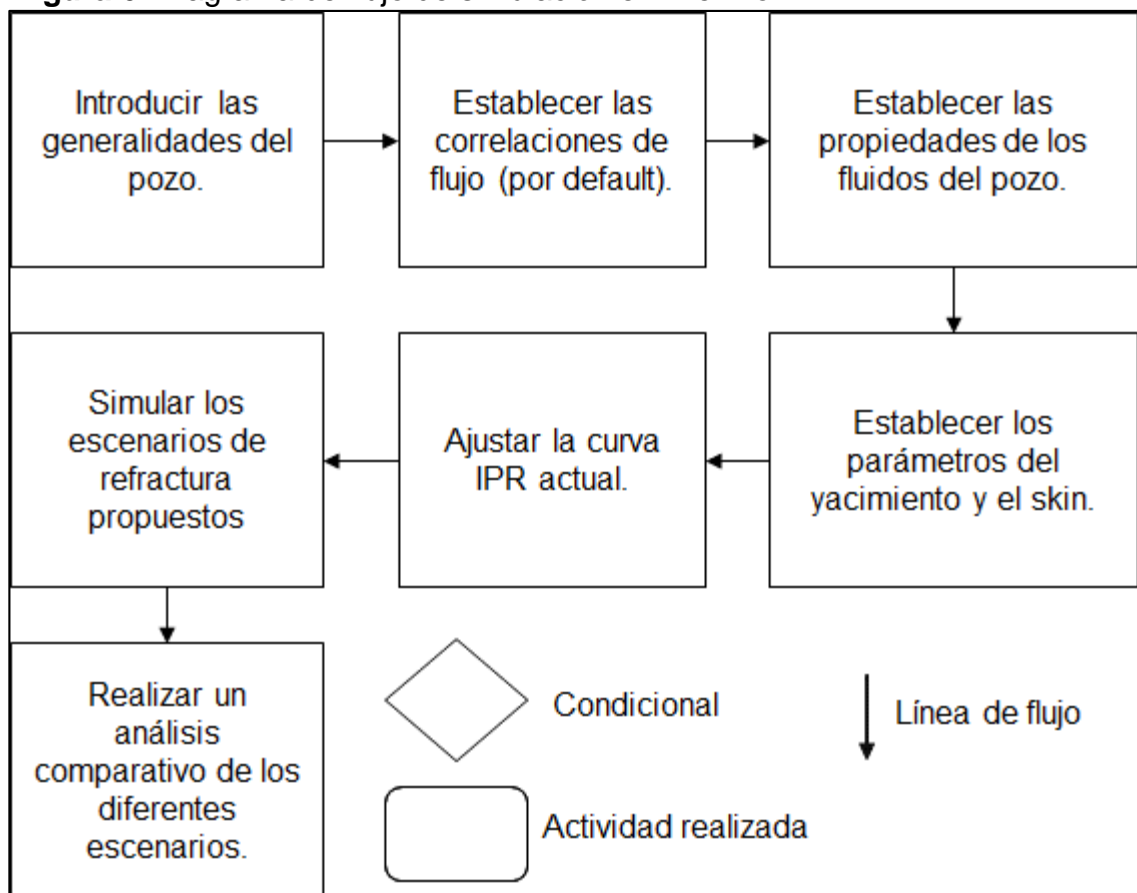 Introducir las
generalidades del
pozo.
Establecer las
correlaciones de
flujo (por default).
Establecer las
propiedades de los
fluidos del pozo.
Establecer los
parámetros del
yacimiento y el skin.
Ajustar la curva
IPR actual.
Simular los
escenarios de
refractura
propuestos
Realizar un
análisis
comparativo de los
diferentes
escenarios.
Condicional
Línea de flujo
Actividad realizada